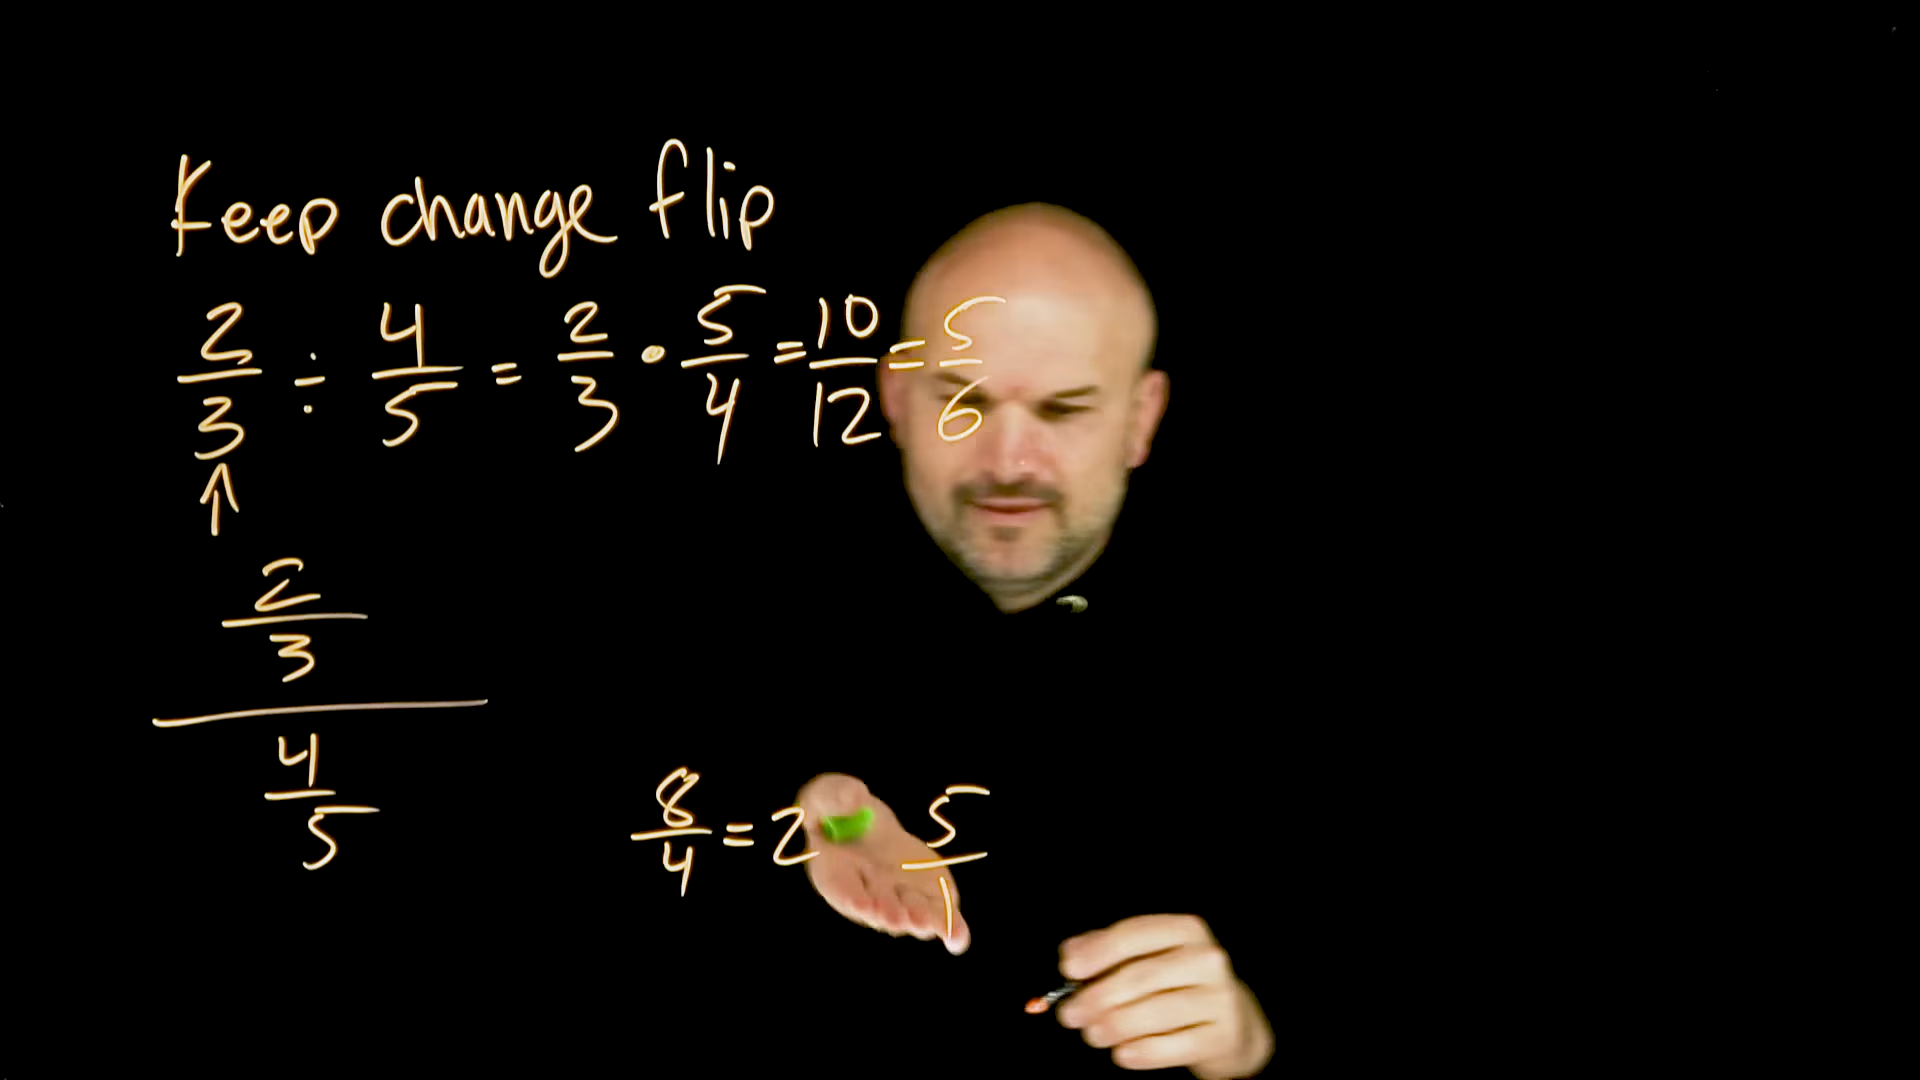 Keep change flip
2/3 ÷ 4/5 = 2/3 • 5/4 = 10/12 = 5/6
↑
2/3
4/5
8/4 = 2 5/1